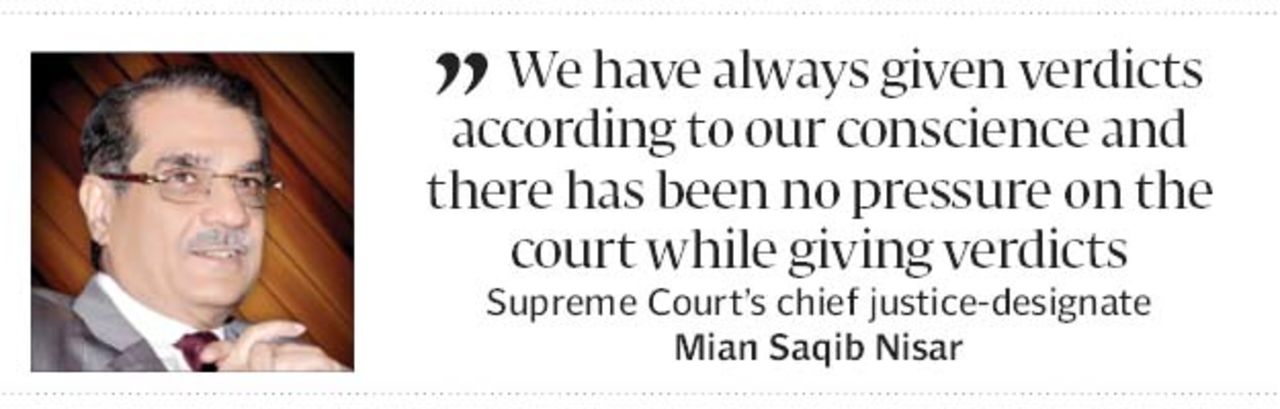 ” We have always given verdicts
according to our conscience and
there has been no pressure on the
court while giving verdicts
Supreme Court’s chief justice-designate
Mian Saqib Nisar